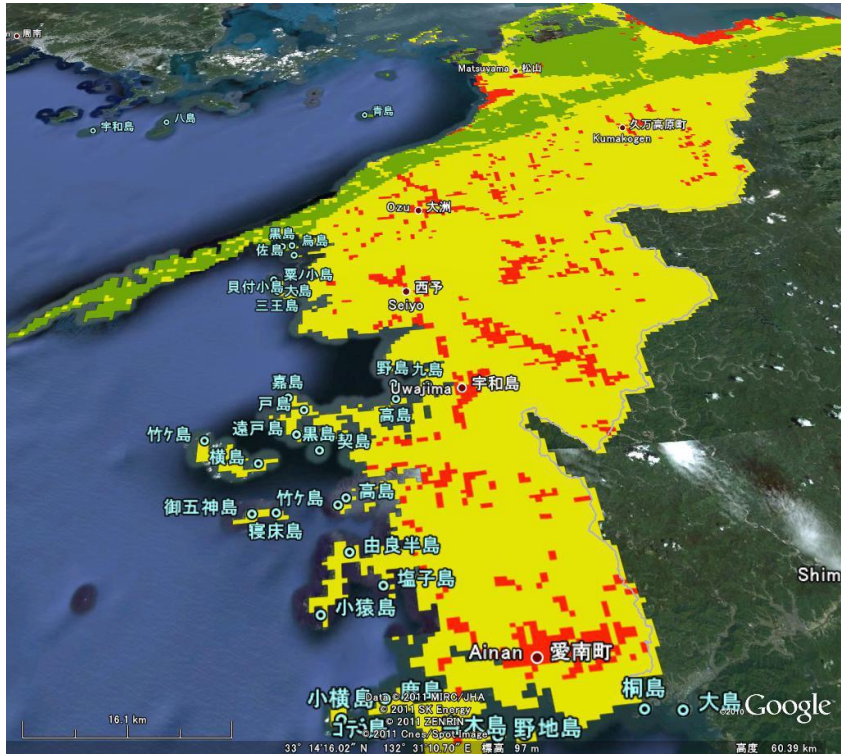 周南
Matsuyama 松山
青島
八島
宇和島
久万高原町
Kumakogen
Ozu 大洲
黒島
烏島
佐島
粟ノ小島
貝付小島
大島
三王島
西予
Seiyo
野島 九島
Uwajima 宇和島
嘉島
戸島
高島
遠戸島
黒島
契島
竹ケ島
横島
竹ケ島
高島
御五神島
寝床島
由良半島
塩子島
小猿島
Shim
Ainan 愛南町
小横島
鹿島
桐島
大島
野地島
Data © 2011 MIRC/JHA
© 2011 SK Energy
© 2011 ZENRIN
© 2011 Cnes/Spot Image
©2010 Google
16.1 km
33° 14'16.02" N 132° 31'10.70" E 標高 97 m
高度 60.39 km